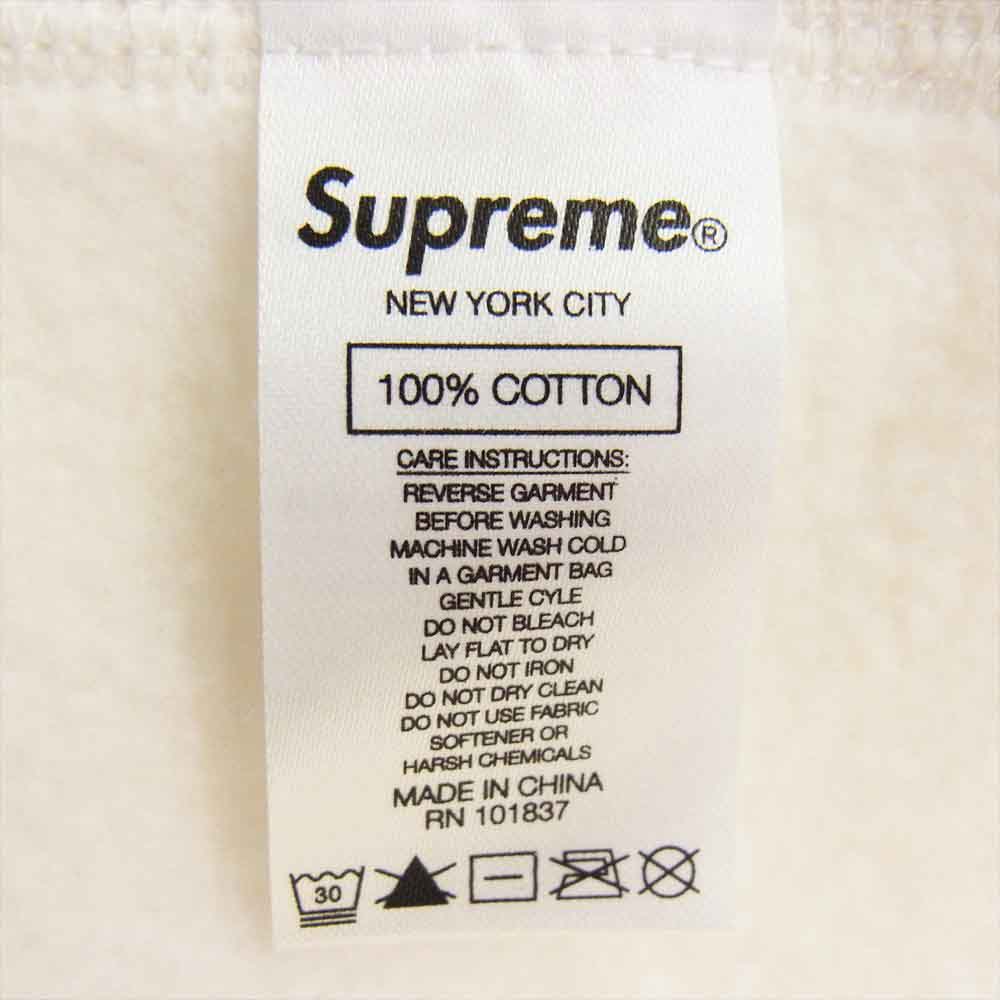 Supreme®
NEW YORK CITY
100% COTTON
CARE INSTRUCTIONS:
REVERSE GARMENT
BEFORE WASHING
MACHINE WASH COLD
IN A GARMENT BAG
GENTLE CYLE
DO NOT BLEACH
LAY FLAT TO DRY
DO NOT IRON
DO NOT DRY CLEAN
DO NOT USE FABRIC
SOFTENER OR
HARSH CHEMICALS
MADE IN CHINA
RN 101837
30